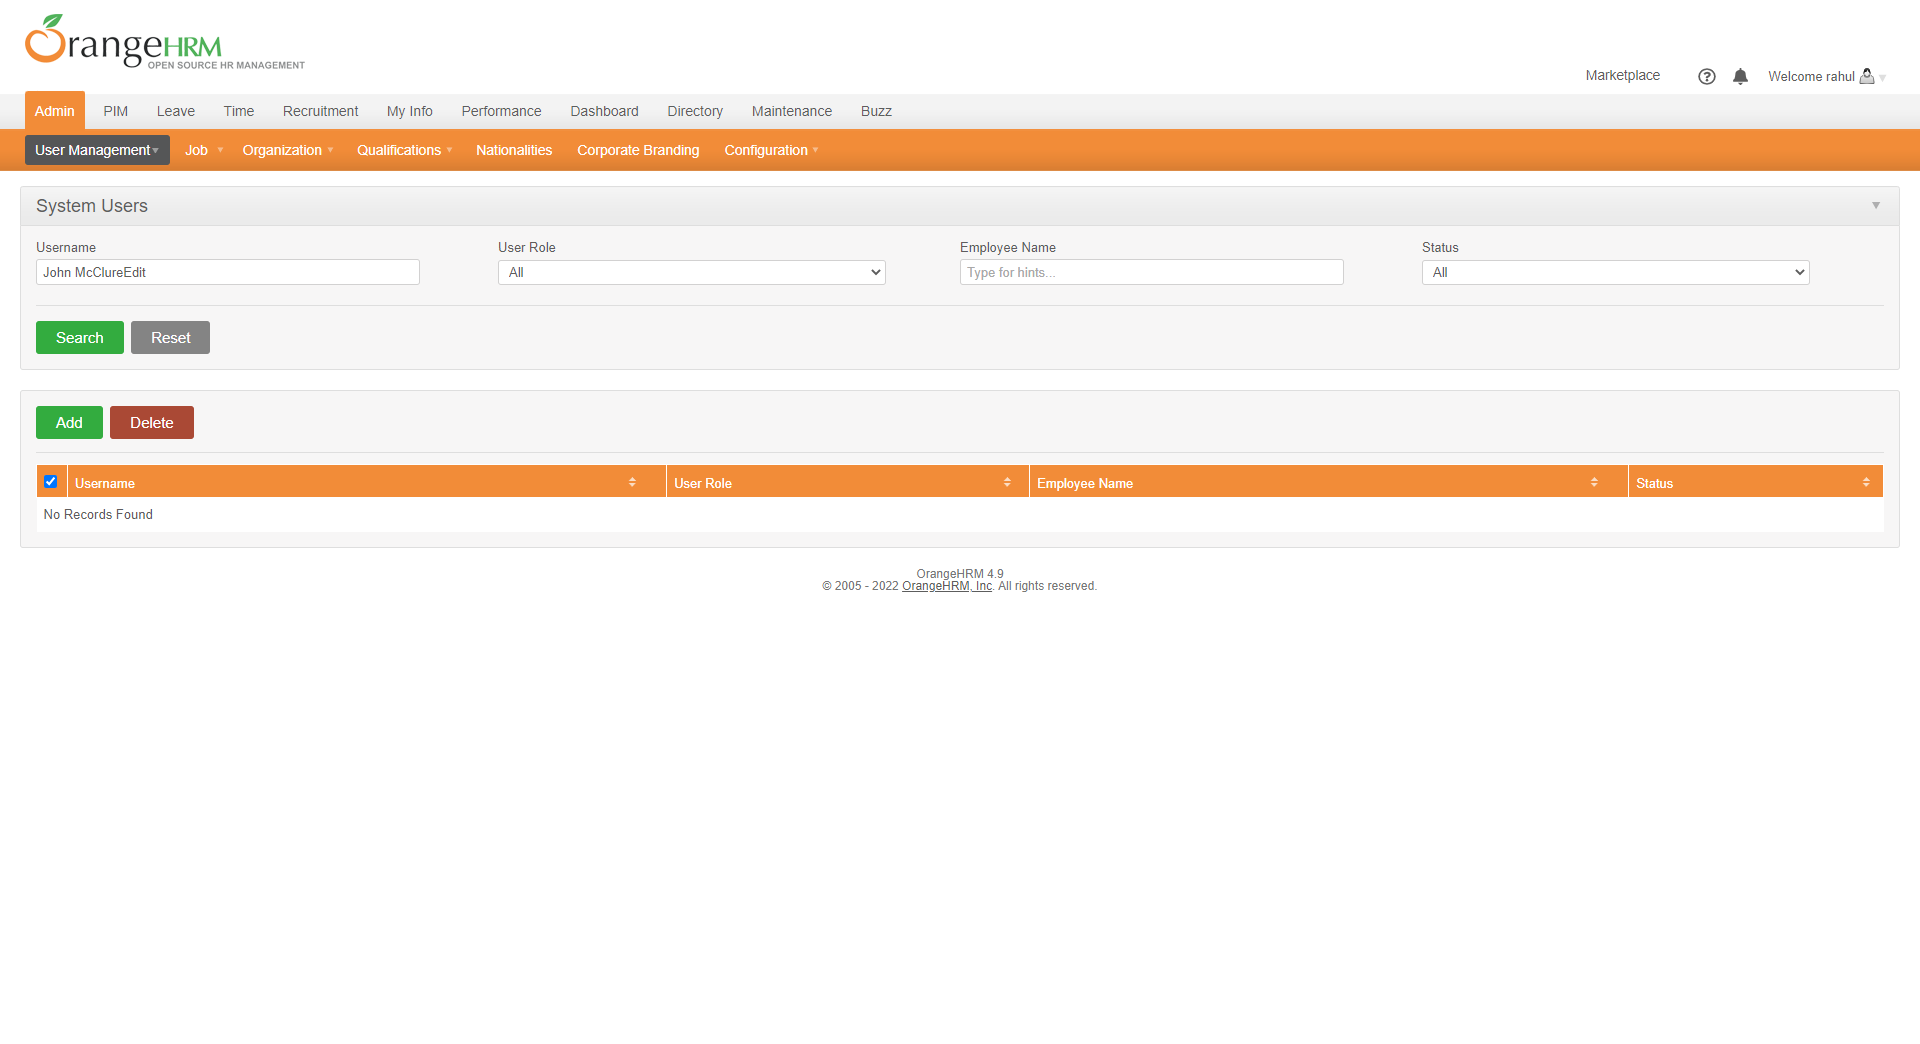 OrangeHRM
OPEN SOURCE HR MANAGEMENT
Marketplace
Welcome rahul
Admin PIM Leave Time Recruitment My Info Performance Dashboard Directory Maintenance Buzz
User Management Job Organization Qualifications Nationalities Corporate Branding Configuration
System Users
Username User Role Employee Name Status
John McClureEdit All Type for hints... All
Search Reset
Add Delete
Username User Role Employee Name Status
No Records Found
OrangeHRM 4.9
© 2005 - 2022 OrangeHRM, Inc. All rights reserved.